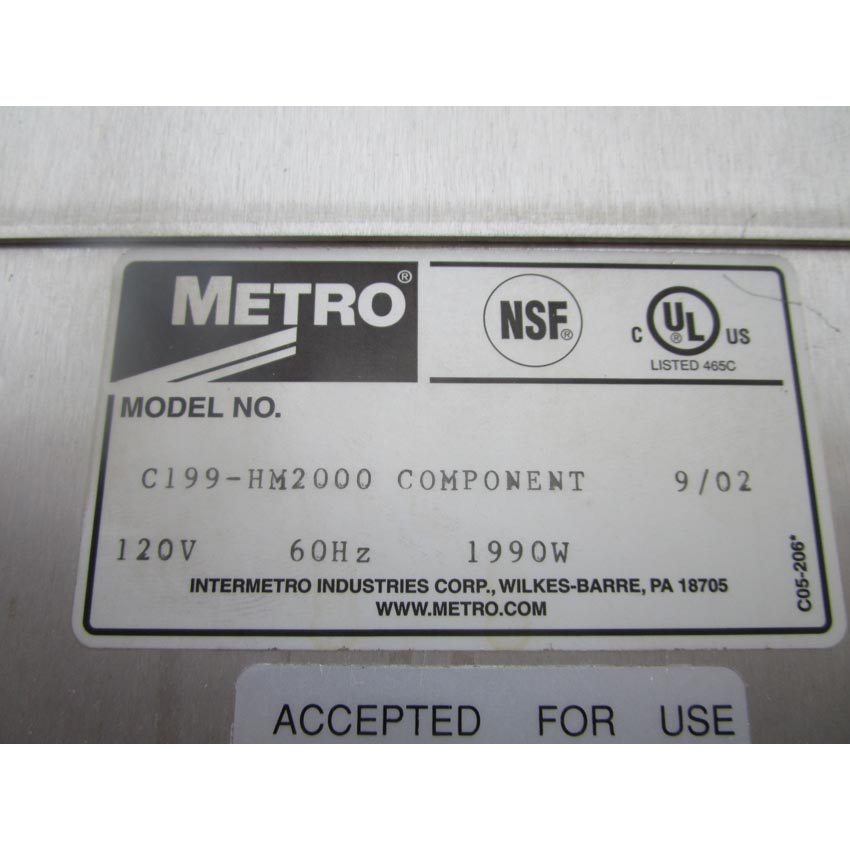 METRO®
NSF®
C UL® US
LISTED 465C
MODEL NO.
C199-HM2000 COMPONENT 9/02
120V 60Hz 1990W
INTERMETRO INDUSTRIES CORP., WILKES-BARRE, PA 18705
WWW.METRO.COM
C05-206*
ACCEPTED FOR USE